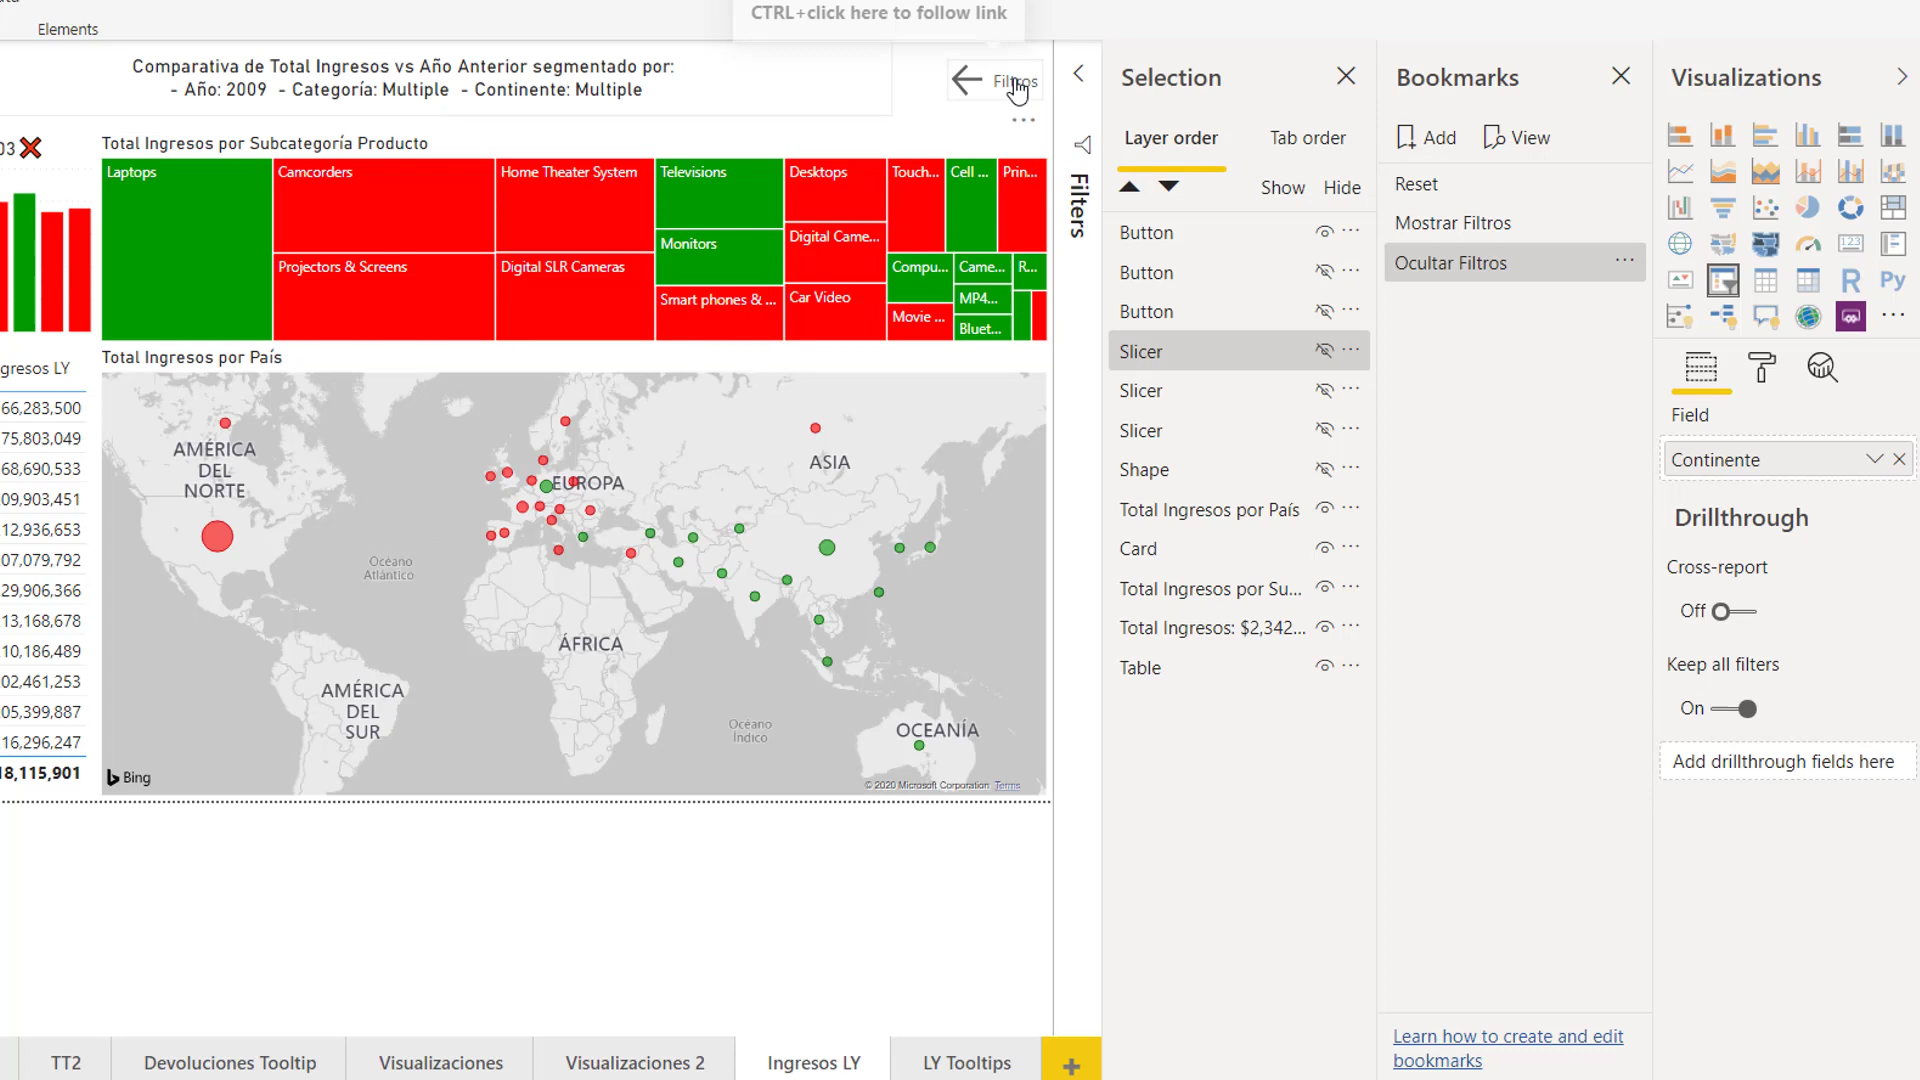 CTRL+click here to follow link
Elements
Comparativa de Total Ingresos vs Año Anterior segmentado por:
- Año: 2009 - Categoría: Multiple - Continente: Multiple
Filtros
03
Total Ingresos por Subcategoría Producto
Laptops
Camcorders
Home Theater System
Televisions
Desktops
Touch...
Cell ...
Prin...
Monitors
Digital Came...
Projectors & Screens
Digital SLR Cameras
Compu...
Came...
R...
Smart phones & ...
Car Video
MP4...
Movie ...
Bluet...
Total Ingresos por País
gresos LY
66,283,500
75,803,049
68,690,533
09,903,451
12,936,653
07,079,792
29,906,366
13,168,678
10,186,489
02,461,253
05,399,887
16,296,247
18,115,901
AMÉRICA
DEL
NORTE
EUROPA
ASIA
Océano
Atlántico
ÁFRICA
AMÉRICA
DEL
SUR
Océano
Índico
OCEANÍA
Bing
© 2020 Microsoft Corporation Terms
Filters
Selection
Layer order
Tab order
Show
Hide
Button
Button
Button
Slicer
Slicer
Slicer
Shape
Total Ingresos por País
Card
Total Ingresos por Su...
Total Ingresos: $2,342...
Table
Bookmarks
Add
View
Reset
Mostrar Filtros
Ocultar Filtros
Learn how to create and edit
bookmarks
Visualizations
123
R
Py
Field
Continente
Drillthrough
Cross-report
Off
Keep all filters
On
Add drillthrough fields here
TT2
Devoluciones Tooltip
Visualizaciones
Visualizaciones 2
Ingresos LY
LY Tooltips
+